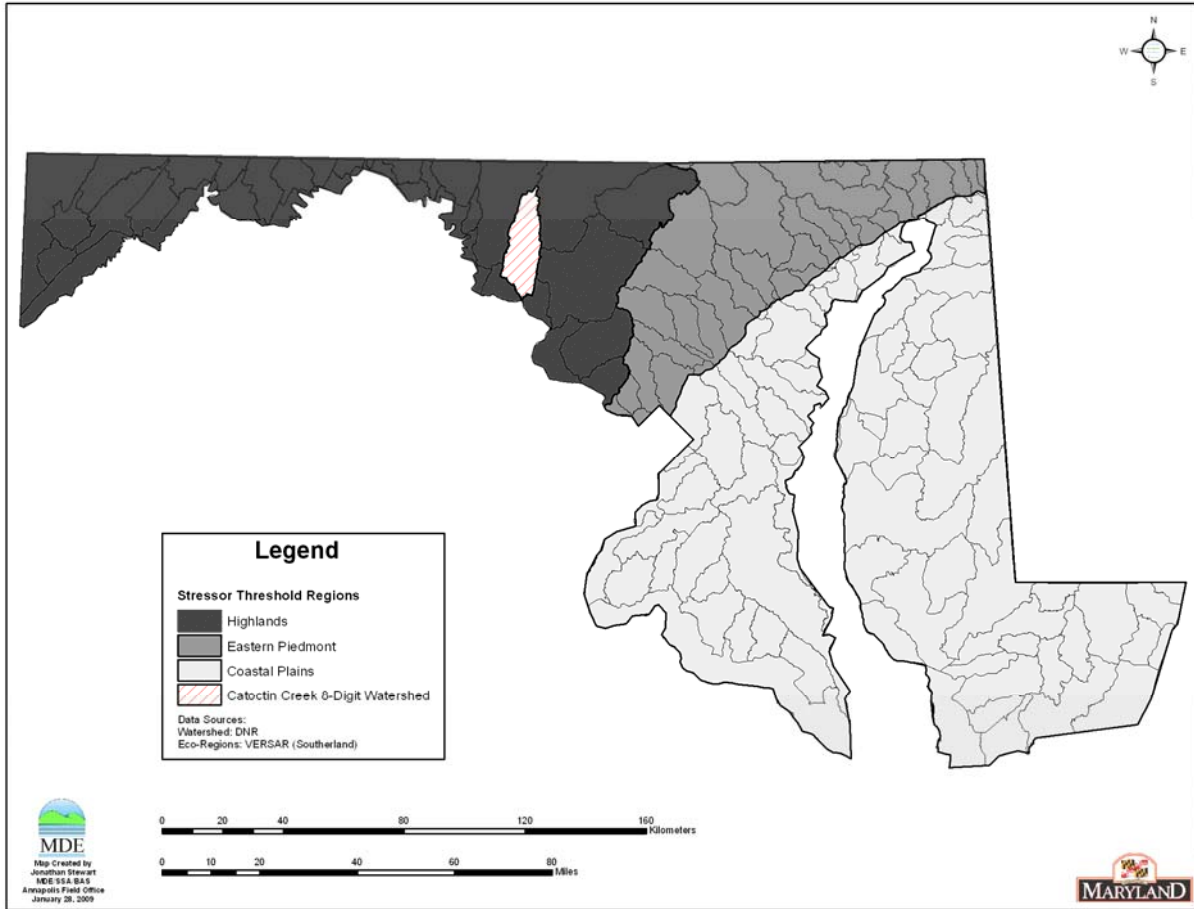 N
W E
S
Legend
Stressor Threshold Regions
Highlands
Eastern Piedmont
Coastal Plains
Catoctin Creek 8-Digit Watershed
Data Sources:
Watershed: DNR
Eco-Regions: VERSAR (Southerland)
0 20 40 80 120 160
Kilometers
0 10 20 40 60 80
Miles
MDE
Map Created by
Jonathan Stewart
MDE/SSA/BAS
Annapolis Field Office
January 28, 2009
MARYLAND